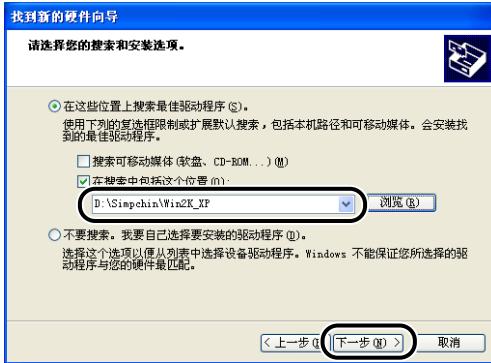 找到新的硬件向导
请选择您的搜索和安装选项。
在这些位置上搜索最佳驱动程序(S)。
使用下列的复选框限制或扩展默认搜索，包括本机路径和可移动媒体。会安装找
到的最佳驱动程序。
搜索可移动媒体(软盘、CD-ROM...)(M)
在搜索中包括这个位置(O):
D:\Simpchin\Win2K_XP
浏览(R)
不要搜索。我要自己选择要安装的驱动程序(D)。
选择这个选项以便从列表中选择设备驱动程序。Windows 不能保证您所选择的驱
动程序与您的硬件最匹配。
< 上一步
下一步(N) >
取消